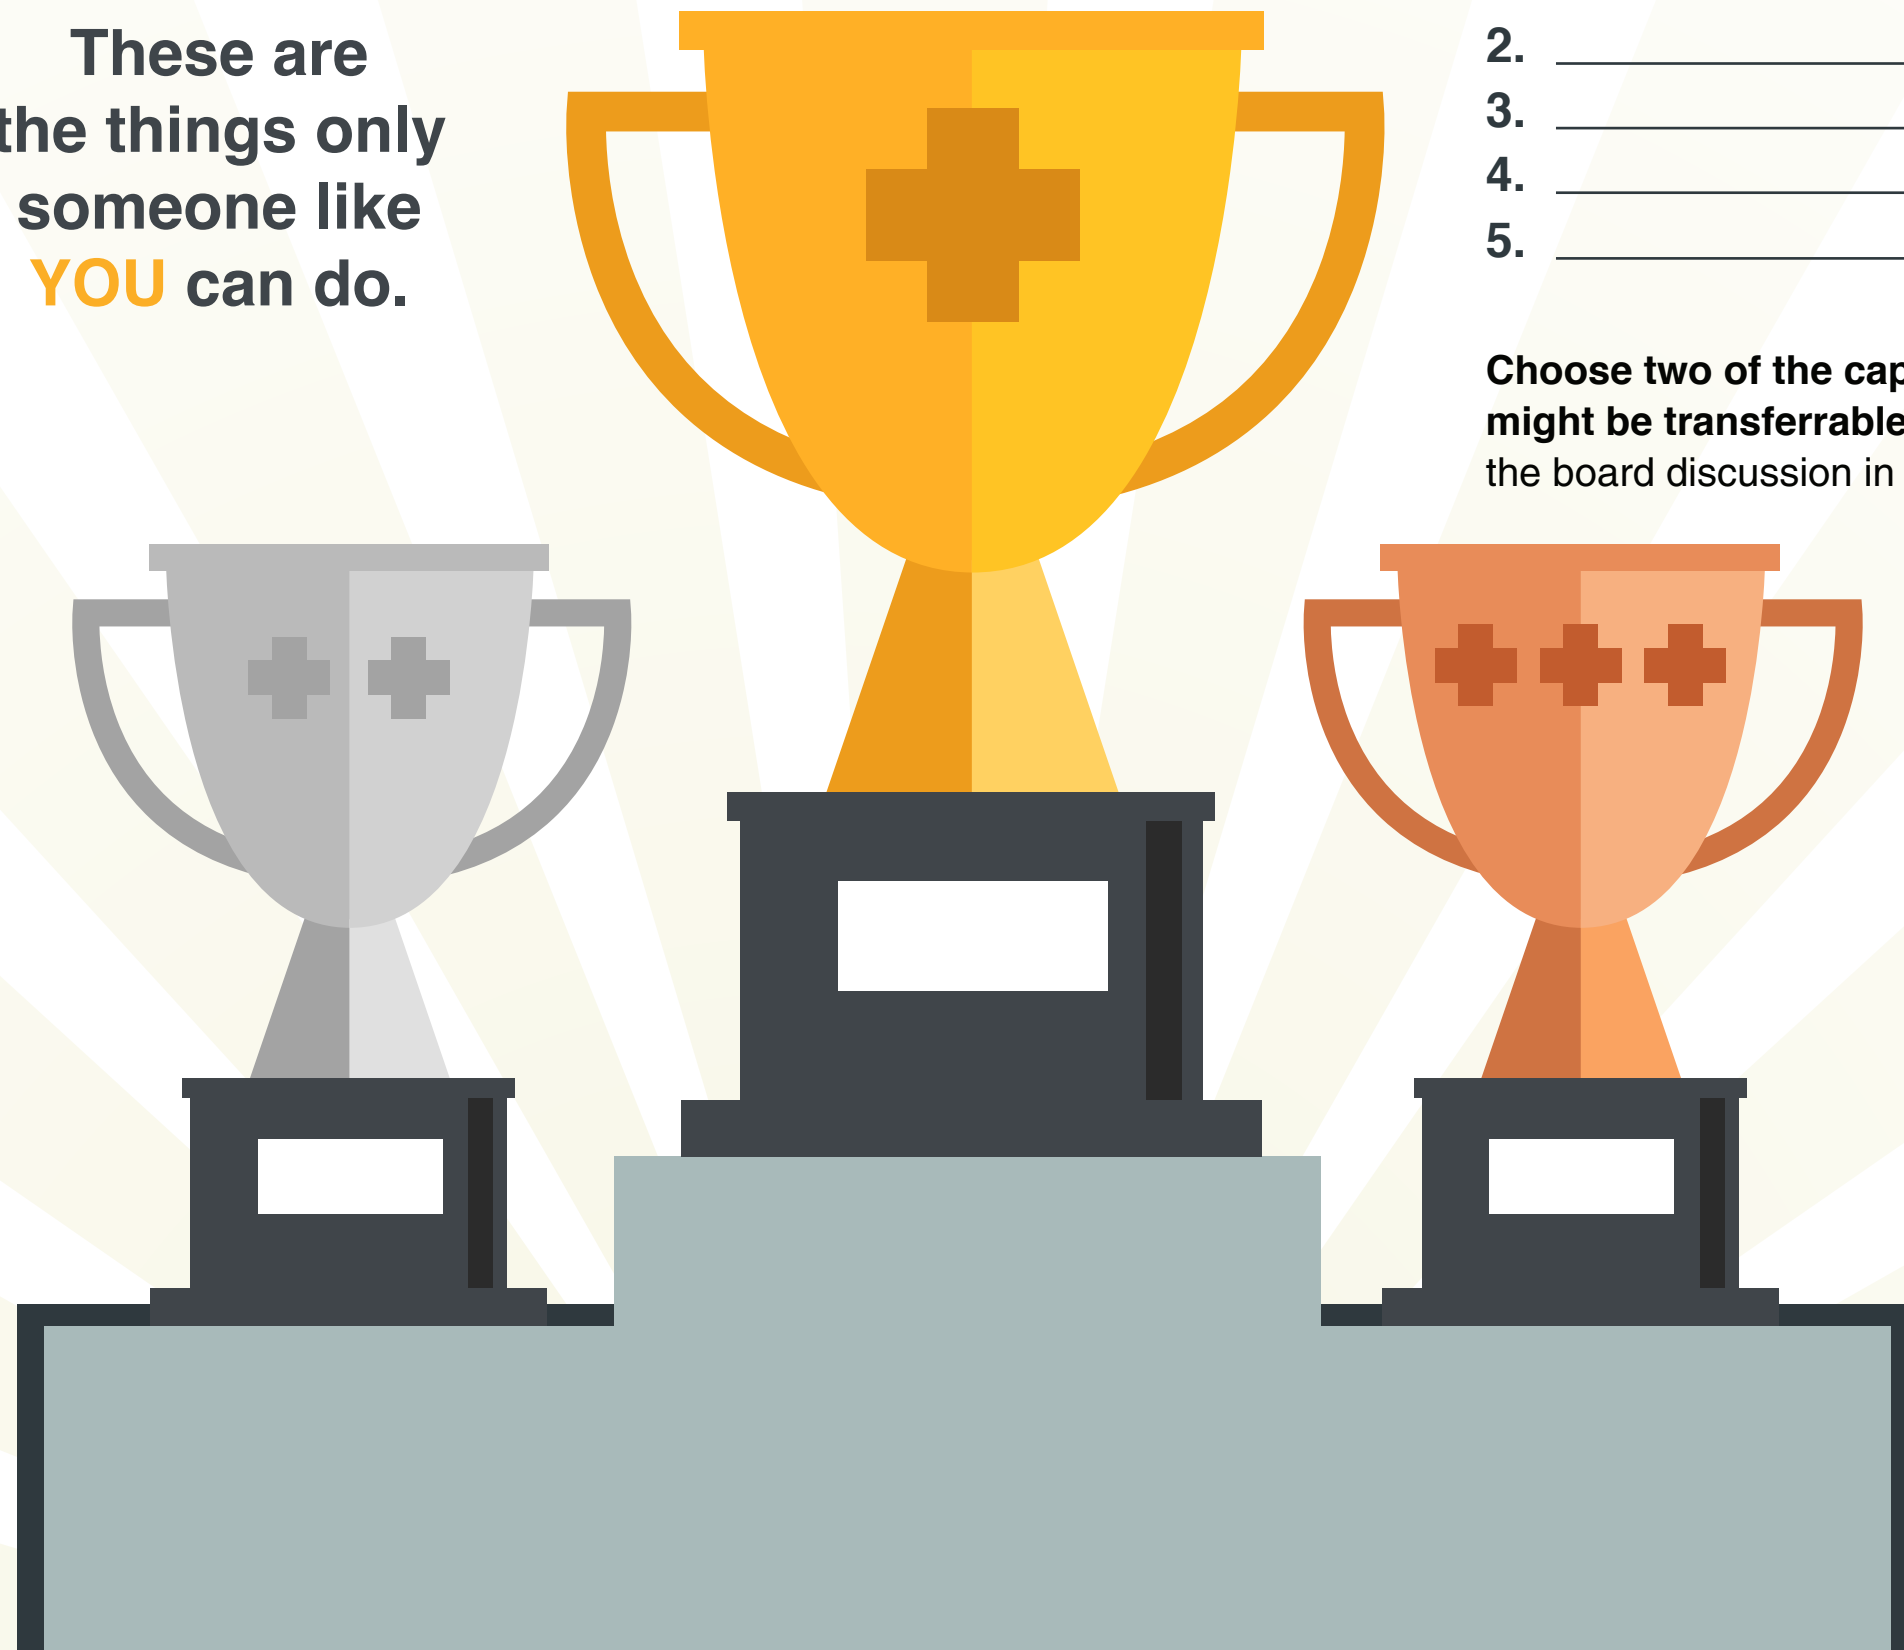 These are
the things only
someone like
YOU can do.
2.
3.
4.
5.
Choose two of the
might be transferrable
the board discussion in